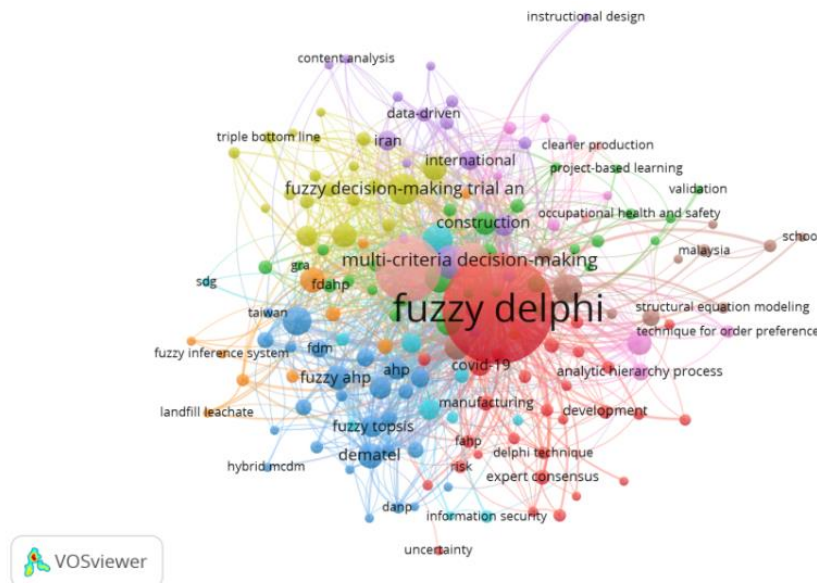 instructional design
content analysis
data-driven
triple bottom line
iran
cleaner production
international
project-based learning
fuzzy decision-making trial an
validation
construction
occupational health and safety
school
multi-criteria decision-making
malaysia
gra
sdg
fdahp
fuzzy delphi
structural equation modeling
taiwan
technique for order preference
fuzzy inference system
fdm
covid-19
fuzzy ahp
ahp
analytic hierarchy process
manufacturing
landfill leachate
development
fuzzy topsis
fahp
delphi technique
dematel
hybrid mcdm
risk
expert consensus
danp
information security
uncertainty
VOSviewer